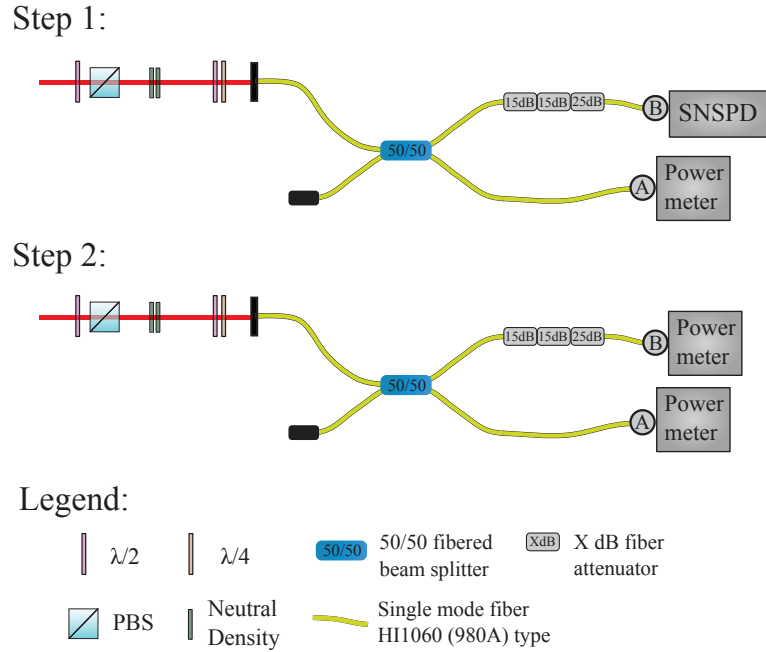 Step 1:
15dB 15dB 25dB
B
SNSPD
50/50
A
Power
meter
Step 2:
15dB 15dB 25dB
B
Power
meter
50/50
A
Power
meter
Legend:
λ/2
λ/4
50/50
50/50 fibered
beam splitter
XdB
X dB fiber
attenuator
PBS
Neutral
Density
Single mode fiber
HI1060 (980A) type